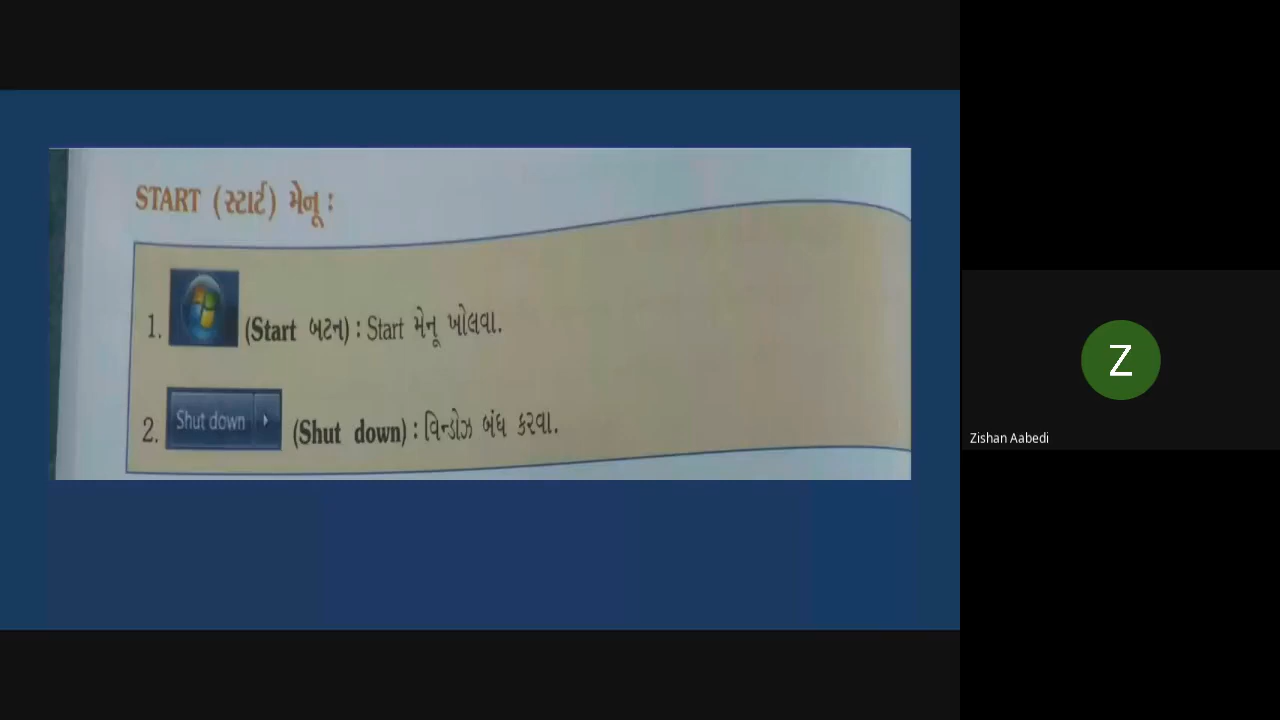 START (સ્ટાર્ટ) મેનૂ :
1. (Start બટન) : Start મેનૂ ખોલવા.
2. Shut down (Shut down) : વિન્ડોઝ બંધ કરવા.
Z
Zishan Aabedi